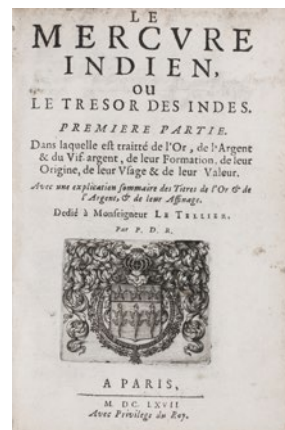 LE
MERCVRE
INDIEN,
OU
LE TRESOR DES INDES.
PREMIERE PARTIE.
Dans laquelle est traitté de l'Or, de l'Argent
& du Vif-argent, de leur Formation, de leur
Origine, de leur Vsage & de leur Valeur.
Avec une explication sommaire des Titres de l'Or & de
l'Argent, & de leur Affinage.
Dedié à Monseigneur LE TELLIER.
Par P. D. R.
A PARIS,
M. DC. LXVII
Avec Privilege du Roy.